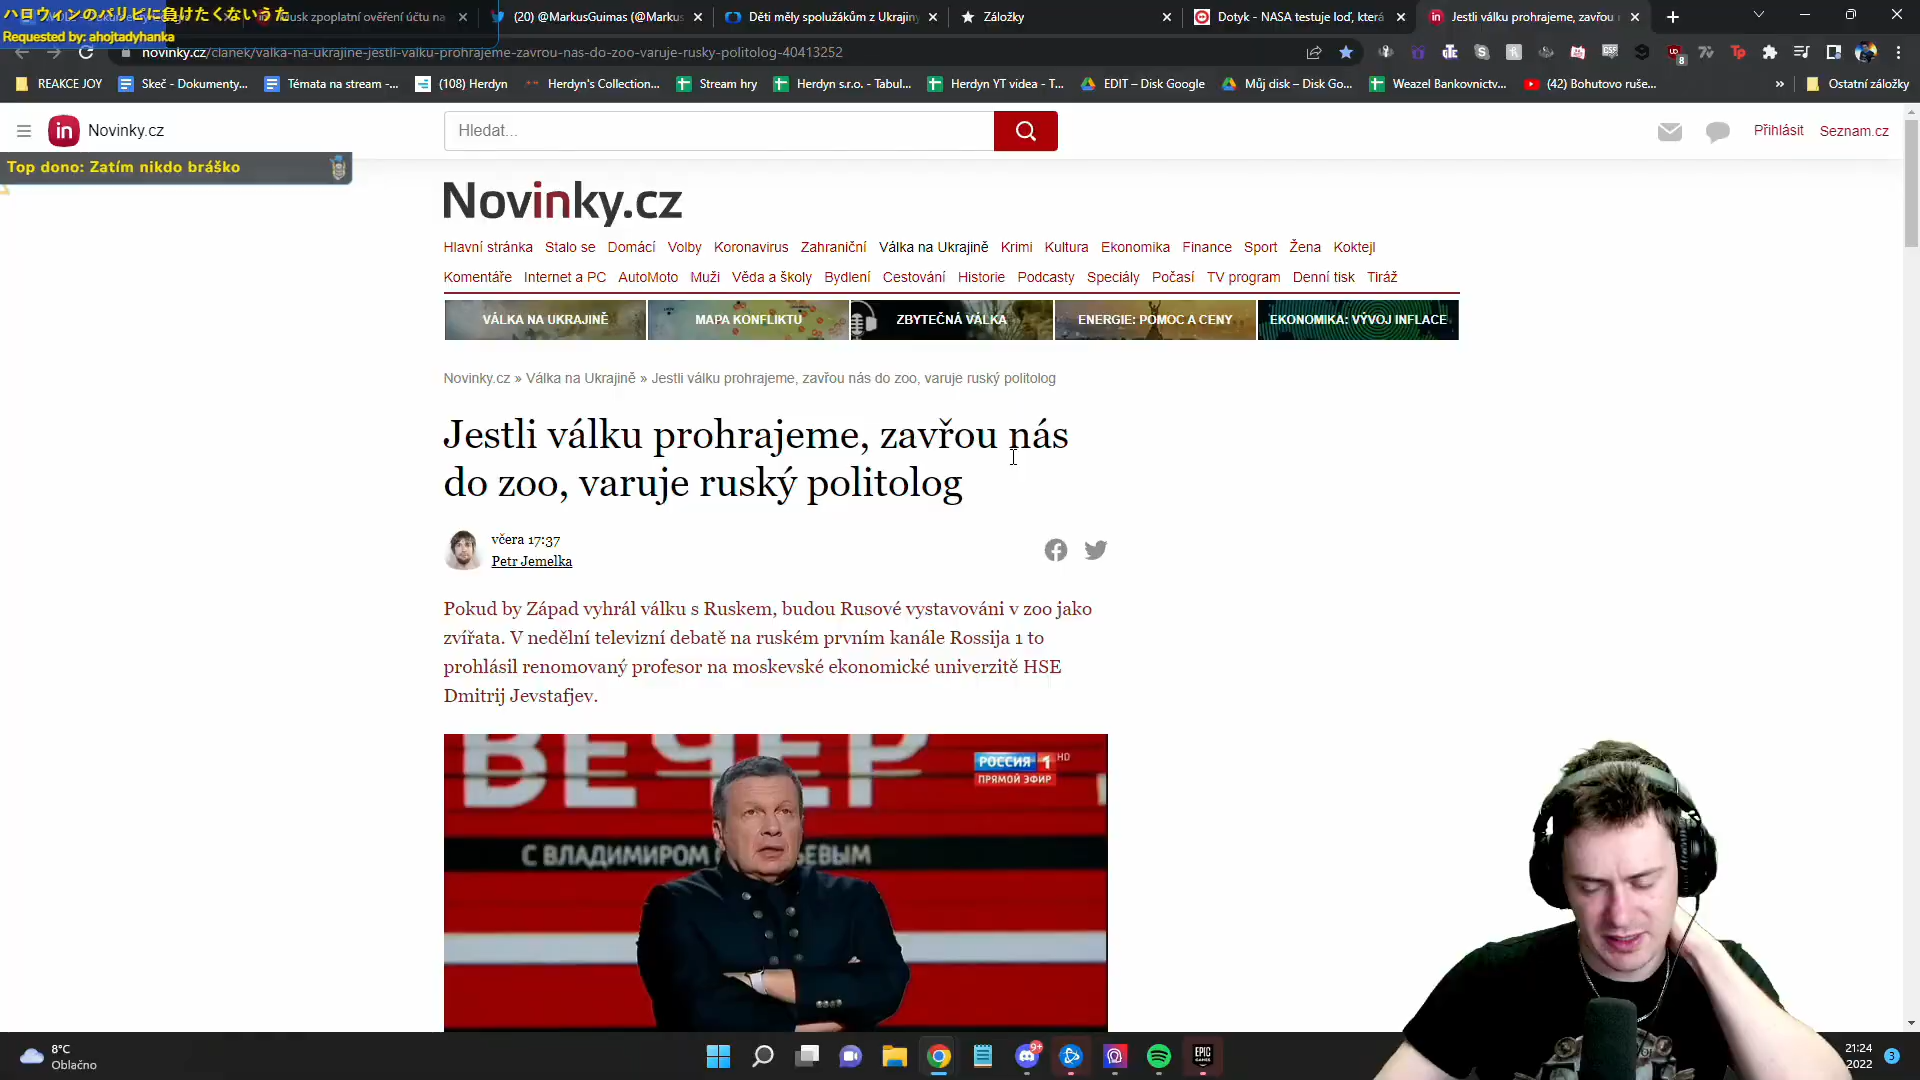 ハロウィンのパリピに負けたくないうた
Requested by: ahojtadyhanka
Musk zpoplatní ověření účtu na
(20) @MarkusGuimas (@Markus
Děti měly spolužákům z Ukrajin
Záložky
Dotyk - NASA testuje loď, která
Jestli válku prohrajeme, zavřou
novinky.cz/clanek/valka-na-ukrajine-jestli-valku-prohrajeme-zavrou-nas-do-zoo-varuje-rusky-politolog-40413252
REAKCE JOY
Skeč - Dokumenty...
Témata na stream -...
(108) Herdyn
Herdyn's Collection...
Stream hry
Herdyn s.r.o. - Tabul...
Herdyn YT videa - T...
EDIT – Disk Google
Můj disk – Disk Go...
Weazel Bankovnictv...
(42) Bohutovo ruše...
»
Ostatní záložky
in Novinky.cz
Hledat...
Přihlásit
Seznam.cz
Top dono: Zatím nikdo bráško
Novinky.cz
Hlavní stránka Stalo se Domácí Volby Koronavirus Zahraniční Válka na Ukrajině Krimi Kultura Ekonomika Finance Sport Žena Koktejl
Komentáře Internet a PC AutoMoto Muži Věda a školy Bydlení Cestování Historie Podcasty Speciály Počasí TV program Denní tisk Tiráž
VÁLKA NA UKRAJINĚ
MAPA KONFLIKTU
ZBYTEČNÁ VÁLKA
ENERGIE: POMOC A CENY
EKONOMIKA: VÝVOJ INFLACE
Novinky.cz » Válka na Ukrajině » Jestli válku prohrajeme, zavřou nás do zoo, varuje ruský politolog
Jestli válku prohrajeme, zavřou nás
do zoo, varuje ruský politolog
včera 17:37
Petr Jemelka
Pokud by Západ vyhrál válku s Ruskem, budou Rusové vystavováni v zoo jako
zvířata. V nedělní televizní debatě na ruském prvním kanále Rossija 1 to
prohlásil renomovaný profesor na moskevské ekonomické univerzitě HSE
Dmitrij Jevstafjev.
ВЕЧЕР
РОССИЯ 1 HD
ПРЯМОЙ ЭФИР
С ВЛАДИМИРОМ ЬЕВЫМ
8°C
Oblačno
9+
EPIC
GAMES
21:24
2022
3